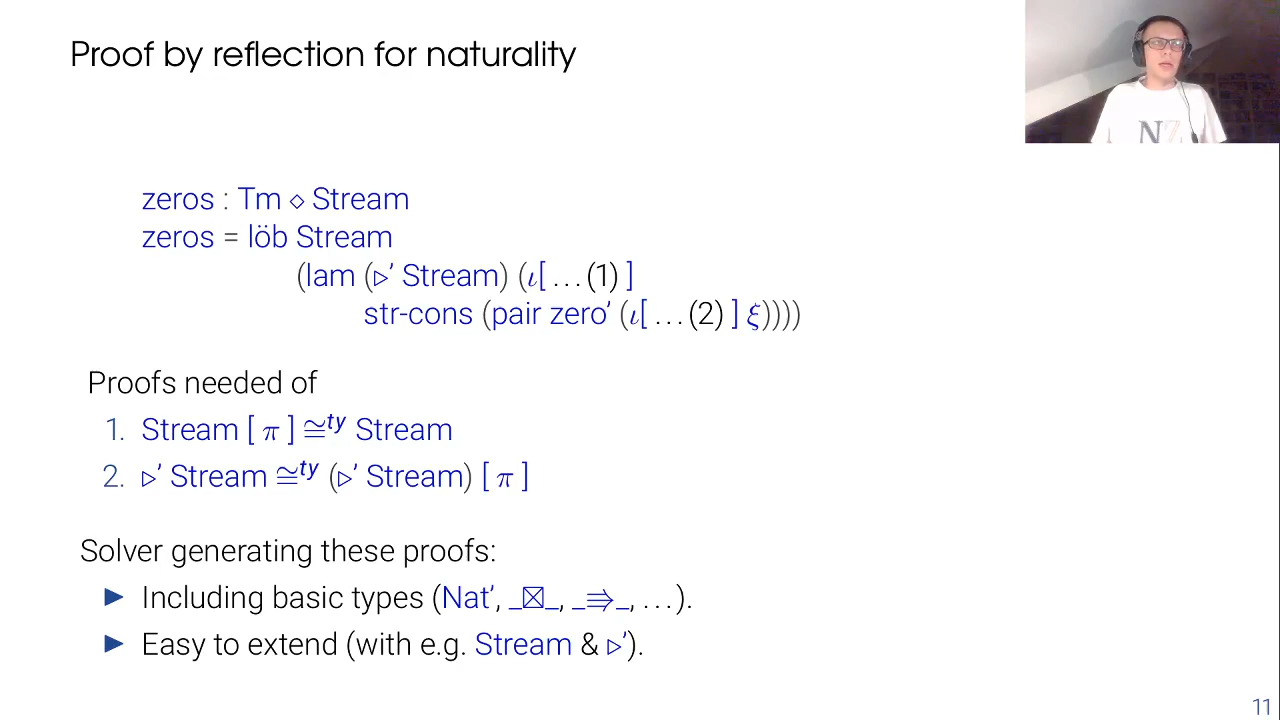 Proof by reflection for naturality
NZ
zeros : Tm ⋄ Stream
zeros = löb Stream
(lam (▹’ Stream) (ι[ …(1) ]
str-cons (pair zero’ (ι[ …(2) ] ξ))))
Proofs needed of
1. Stream [ π ] ≅ᵗʸ Stream
2. ▹’ Stream ≅ᵗʸ (▹’ Stream) [ π ]
Solver generating these proofs:
▶ Including basic types (Nat’, _⊠_, _⇛_, …).
▶ Easy to extend (with e.g. Stream & ▹’).
11